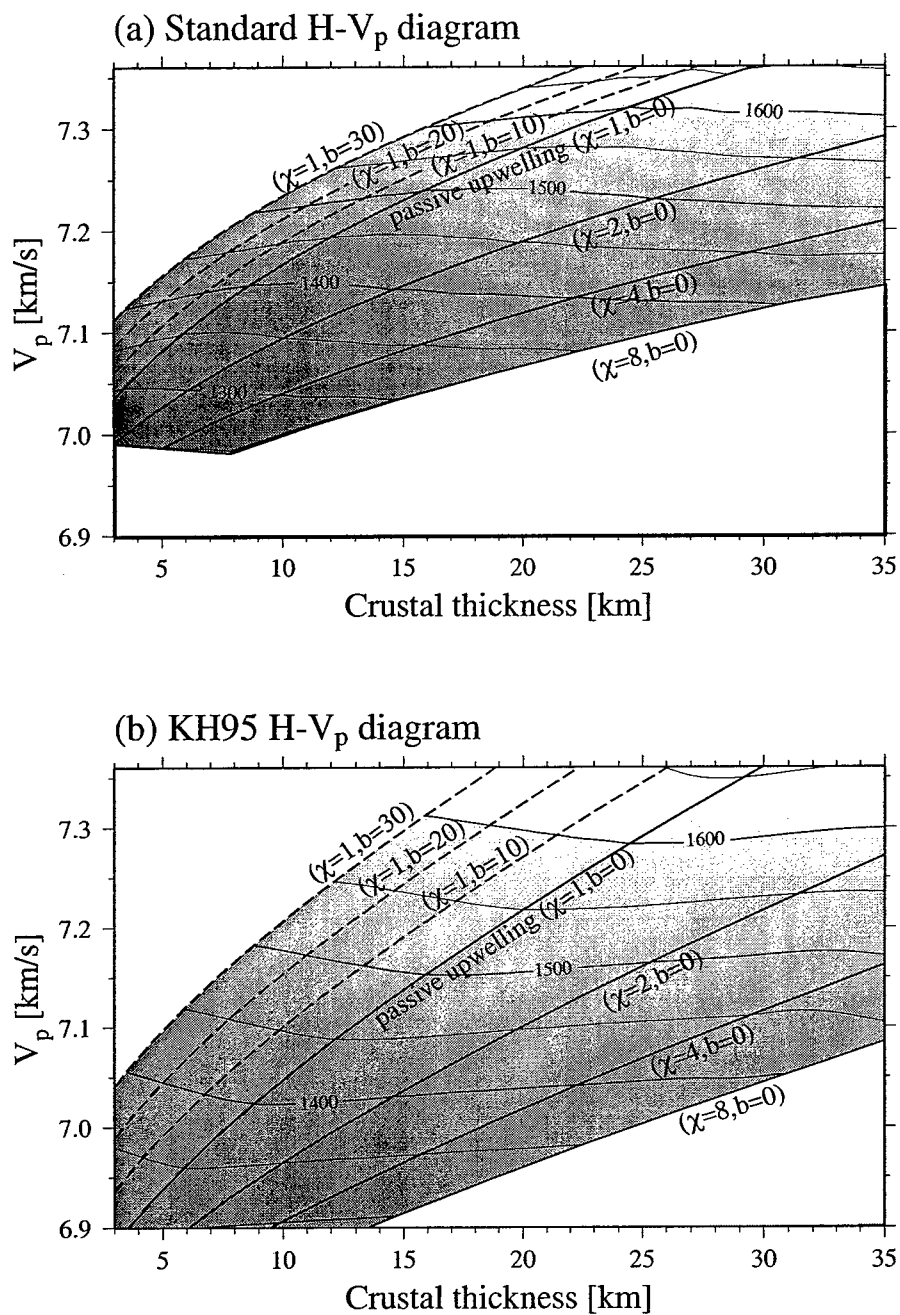 (a) Standard H-Vp diagram
7.3
7.2
7.1
7.0
6.9
Vp [km/s]
(χ=1,b=30)
(χ=1,b=20)
(χ=1,b=10)
passive upwelling (χ=1,b=0)
(χ=2,b=0)
(χ=4,b=0)
(χ=8,b=0)
1600
1500
1400
1300
5 10 15 20 25 30 35
Crustal thickness [km]
(b) KH95 H-Vp diagram
7.3
7.2
7.1
7.0
6.9
Vp [km/s]
(χ=1,b=30)
(χ=1,b=20)
(χ=1,b=10)
passive upwelling (χ=1,b=0)
(χ=2,b=0)
(χ=4,b=0)
(χ=8,b=0)
1600
1500
1400
5 10 15 20 25 30 35
Crustal thickness [km]